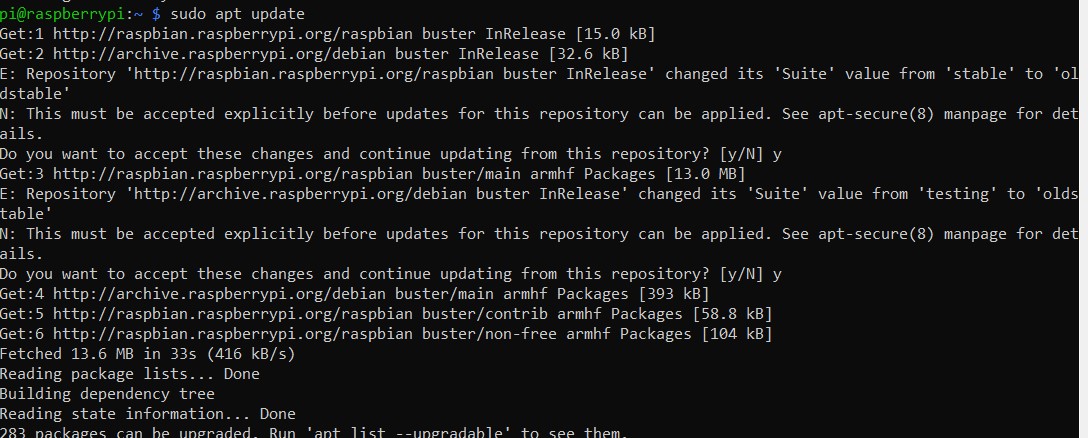 pi@raspberrypi:~ $ sudo apt update
Get:1 http://raspbian.raspberrypi.org/raspbian buster InRelease [15.0 kB]
Get:2 http://archive.raspberrypi.org/debian buster InRelease [32.6 kB]
E: Repository 'http://raspbian.raspberrypi.org/raspbian buster InRelease' changed its 'Suite' value from 'stable' to 'ol
dstable'
N: This must be accepted explicitly before updates for this repository can be applied. See apt-secure(8) manpage for det
ails.
Do you want to accept these changes and continue updating from this repository? [y/N] y
Get:3 http://raspbian.raspberrypi.org/raspbian buster/main armhf Packages [13.0 MB]
E: Repository 'http://archive.raspberrypi.org/debian buster InRelease' changed its 'Suite' value from 'testing' to 'olds
table'
N: This must be accepted explicitly before updates for this repository can be applied. See apt-secure(8) manpage for det
ails.
Do you want to accept these changes and continue updating from this repository? [y/N] y
Get:4 http://archive.raspberrypi.org/debian buster/main armhf Packages [393 kB]
Get:5 http://raspbian.raspberrypi.org/raspbian buster/contrib armhf Packages [58.8 kB]
Get:6 http://raspbian.raspberrypi.org/raspbian buster/non-free armhf Packages [104 kB]
Fetched 13.6 MB in 33s (416 kB/s)
Reading package lists... Done
Building dependency tree
Reading state information... Done
283 packages can be upgraded. Run 'apt list --upgradable' to see them.